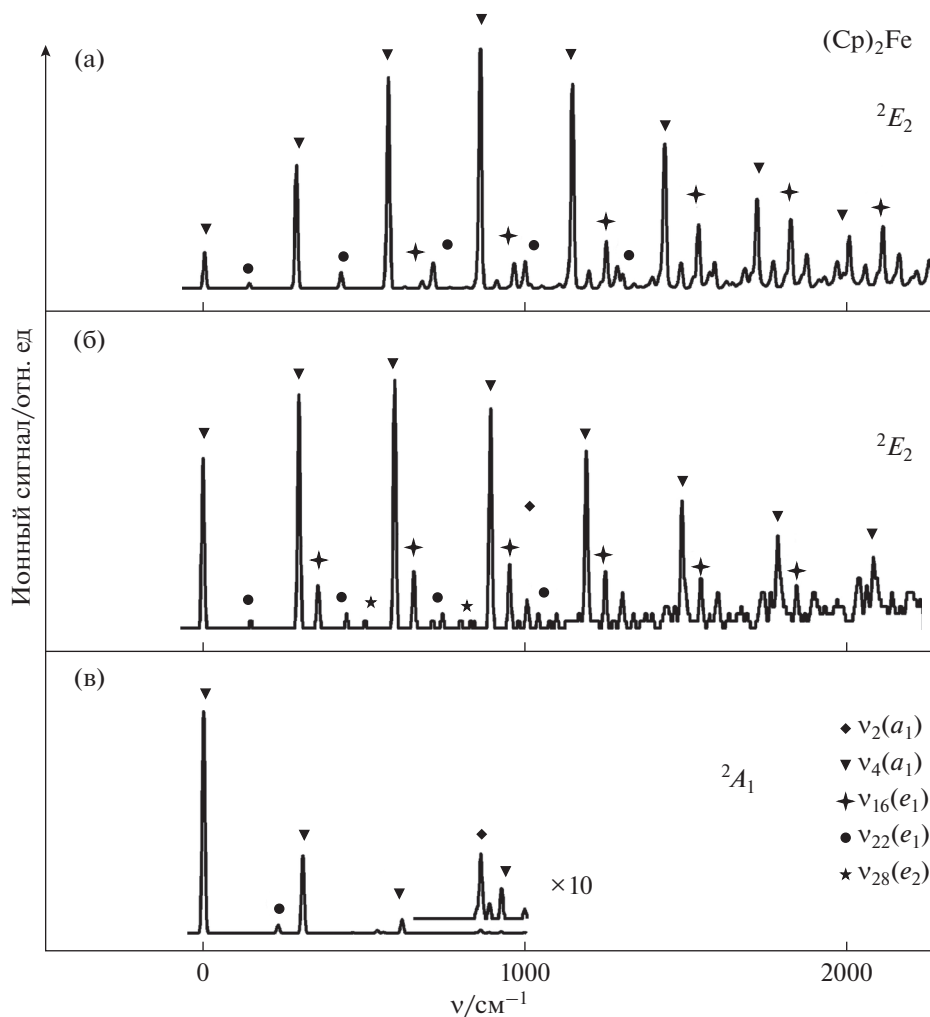 (а)
(Cp)₂Fe
²E₂
(б)
²E₂
(в)
²A₁
×10
◆ ν₂(a₁)
▼ ν₄(a₁)
✦ ν₁₆(e₁)
● ν₂₂(e₁)
★ ν₂₈(e₂)
Ионный сигнал/отн. ед
0
1000
2000
ν/см⁻¹